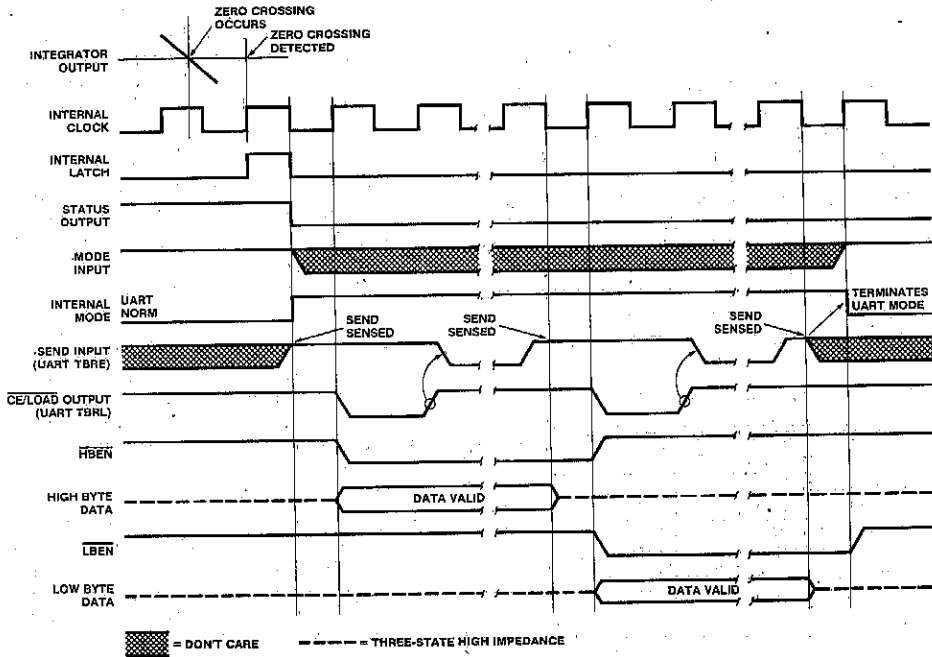 ZERO CROSSING
OCCURS
ZERO CROSSING
DETECTED
INTEGRATOR
OUTPUT
INTERNAL
CLOCK
INTERNAL
LATCH
STATUS
OUTPUT
MODE
INPUT
INTERNAL
MODE
UART
NORM
TERMINATES
UART MODE
SEND
SENSED
SEND
SENSED
SEND
SENSED
SEND INPUT
(UART TBRE)
CE/LOAD OUTPUT
(UART TBRL)
HBEN
HIGH BYTE
DATA
DATA VALID
LBEN
LOW BYTE
DATA
DATA VALID
= DON'T CARE
= THREE-STATE HIGH IMPEDANCE